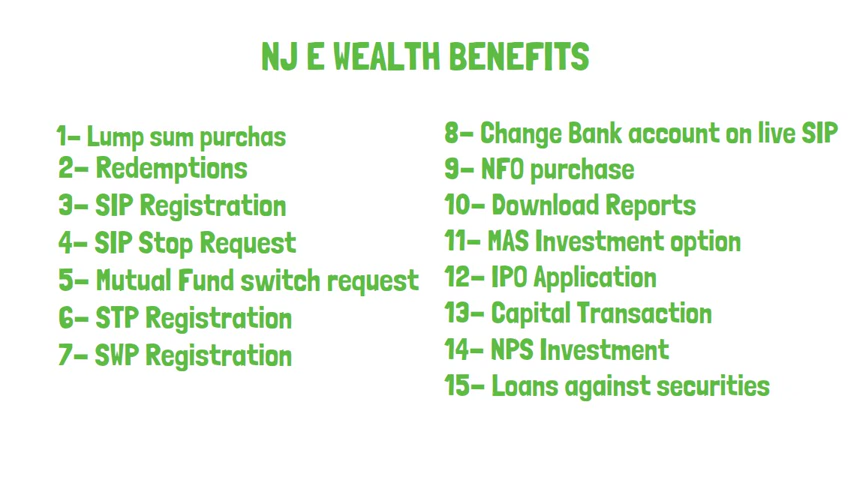 NJ E WEALTH BENEFITS
1- Lump sum purchas
2- Redemptions
3- SIP Registration
4- SIP Stop Request
5- Mutual Fund switch request
6- STP Registration
7- SWP Registration
8- Change Bank account on live SIP
9- NFO purchase
10- Download Reports
11- MAS Investment option
12- IPO Application
13- Capital Transaction
14- NPS Investment
15- Loans against securities